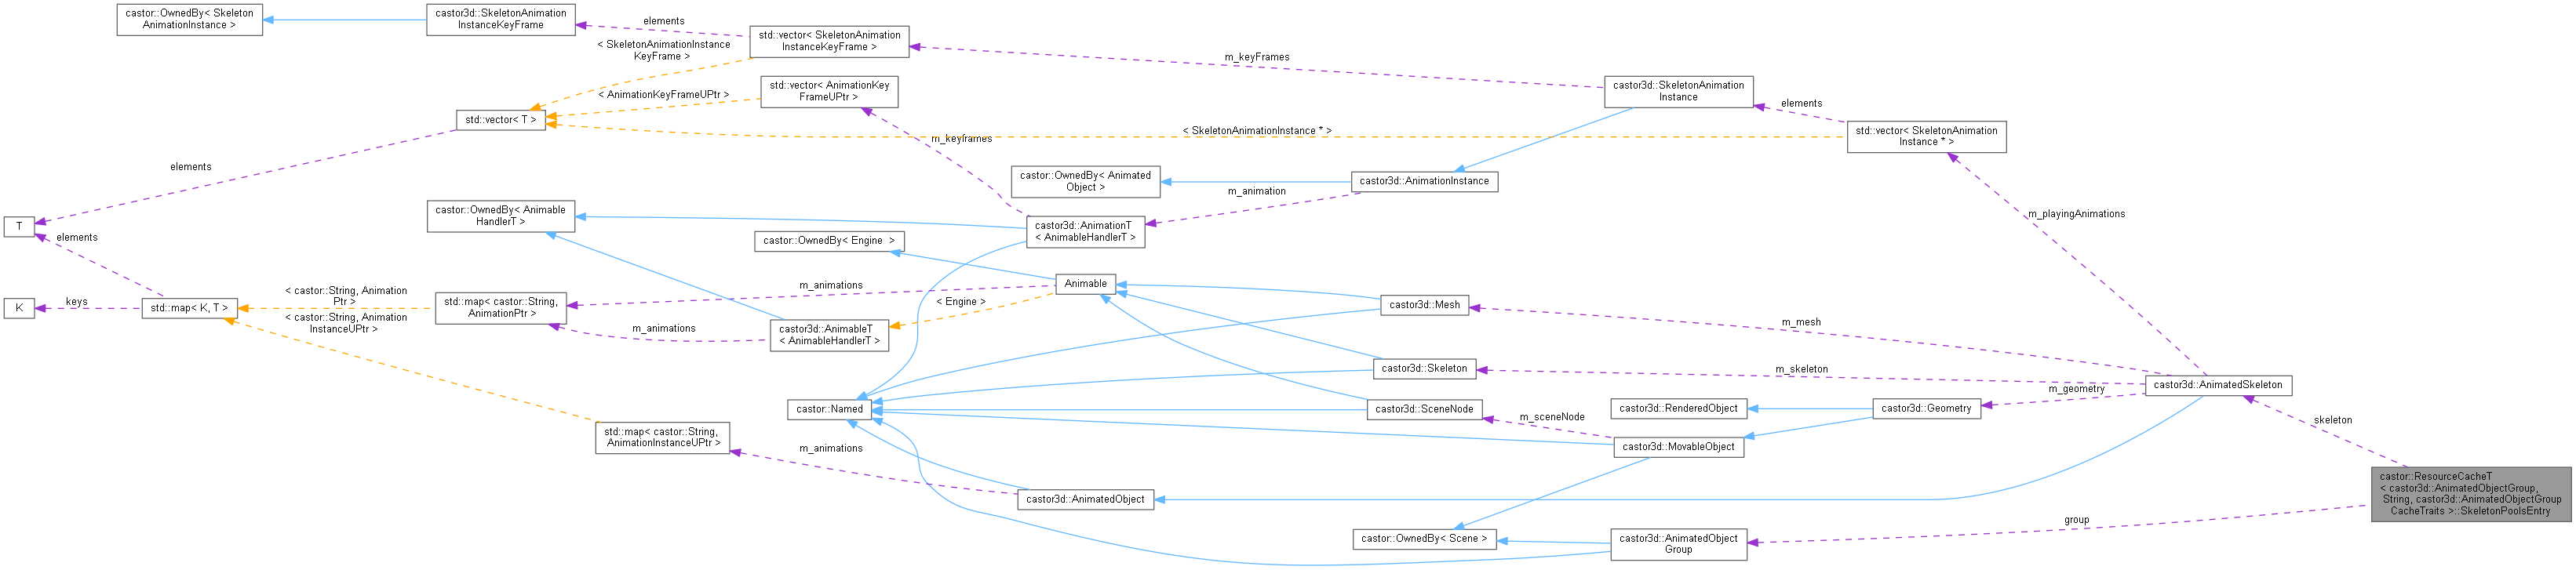 castor::OwnedBy< Skeleton
AnimationInstance >
castor3d::SkeletonAnimation
InstanceKeyFrame
elements
std::vector< SkeletonAnimation
InstanceKeyFrame >
< SkeletonAnimationInstance
KeyFrame >
m_keyFrames
std::vector< AnimationKey
FrameUPtr >
< AnimationKeyFrameUPtr >
castor3d::SkeletonAnimation
Instance
elements
std::vector< T >
< SkeletonAnimationInstance * >
std::vector< SkeletonAnimation
Instance * >
m_keyframes
elements
castor::OwnedBy< Animated
Object >
castor3d::AnimationInstance
m_animation
m_playingAnimations
castor::OwnedBy< Animable
HandlerT >
T
castor3d::AnimationT
< AnimableHandlerT >
elements
castor::OwnedBy< Engine  >
Animable
m_animations
< castor::String, Animation
Ptr >
keys
K
std::map< K, T >
std::map< castor::String,
AnimationPtr >
< Engine >
castor3d::Mesh
< castor::String, Animation
InstanceUPtr >
m_animations
castor3d::AnimableT
< AnimableHandlerT >
m_mesh
castor3d::Skeleton
m_skeleton
castor3d::AnimatedSkeleton
m_geometry
castor::Named
castor3d::SceneNode
castor3d::RenderedObject
castor3d::Geometry
m_sceneNode
skeleton
std::map< castor::String,
AnimationInstanceUPtr >
m_animations
castor3d::MovableObject
castor::ResourceCacheT
< castor3d::AnimatedObjectGroup,
String, castor3d::AnimatedObjectGroup
CacheTraits >::SkeletonPoolsEntry
castor3d::AnimatedObject
group
castor::OwnedBy< Scene >
castor3d::AnimatedObject
Group